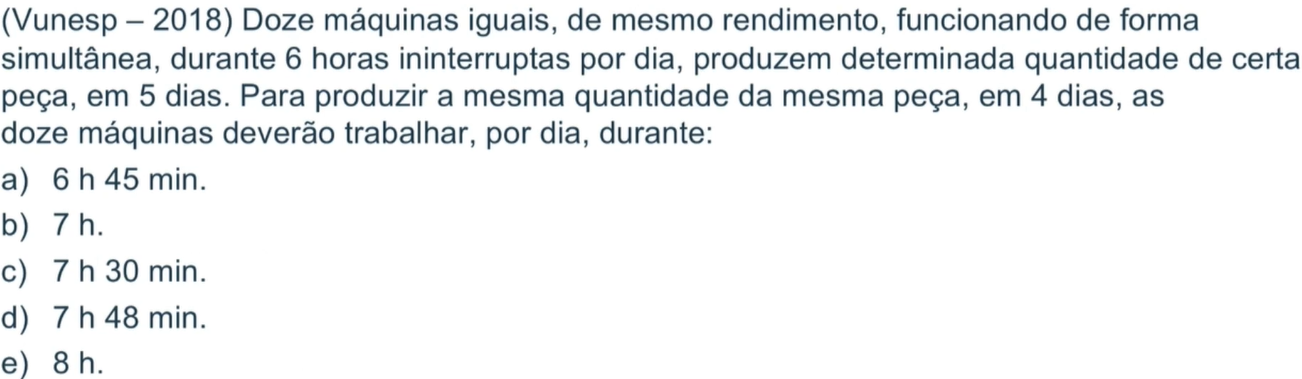 (Vunesp – 2018) Doze máquinas iguais, de mesmo rendimento, funcionando de forma
simultânea, durante 6 horas ininterruptas por dia, produzem determinada quantidade de certa
peça, em 5 dias. Para produzir a mesma quantidade da mesma peça, em 4 dias, as
doze máquinas deverão trabalhar, por dia, durante:
a) 6 h 45 min.
b) 7 h.
c) 7 h 30 min.
d) 7 h 48 min.
e) 8 h.